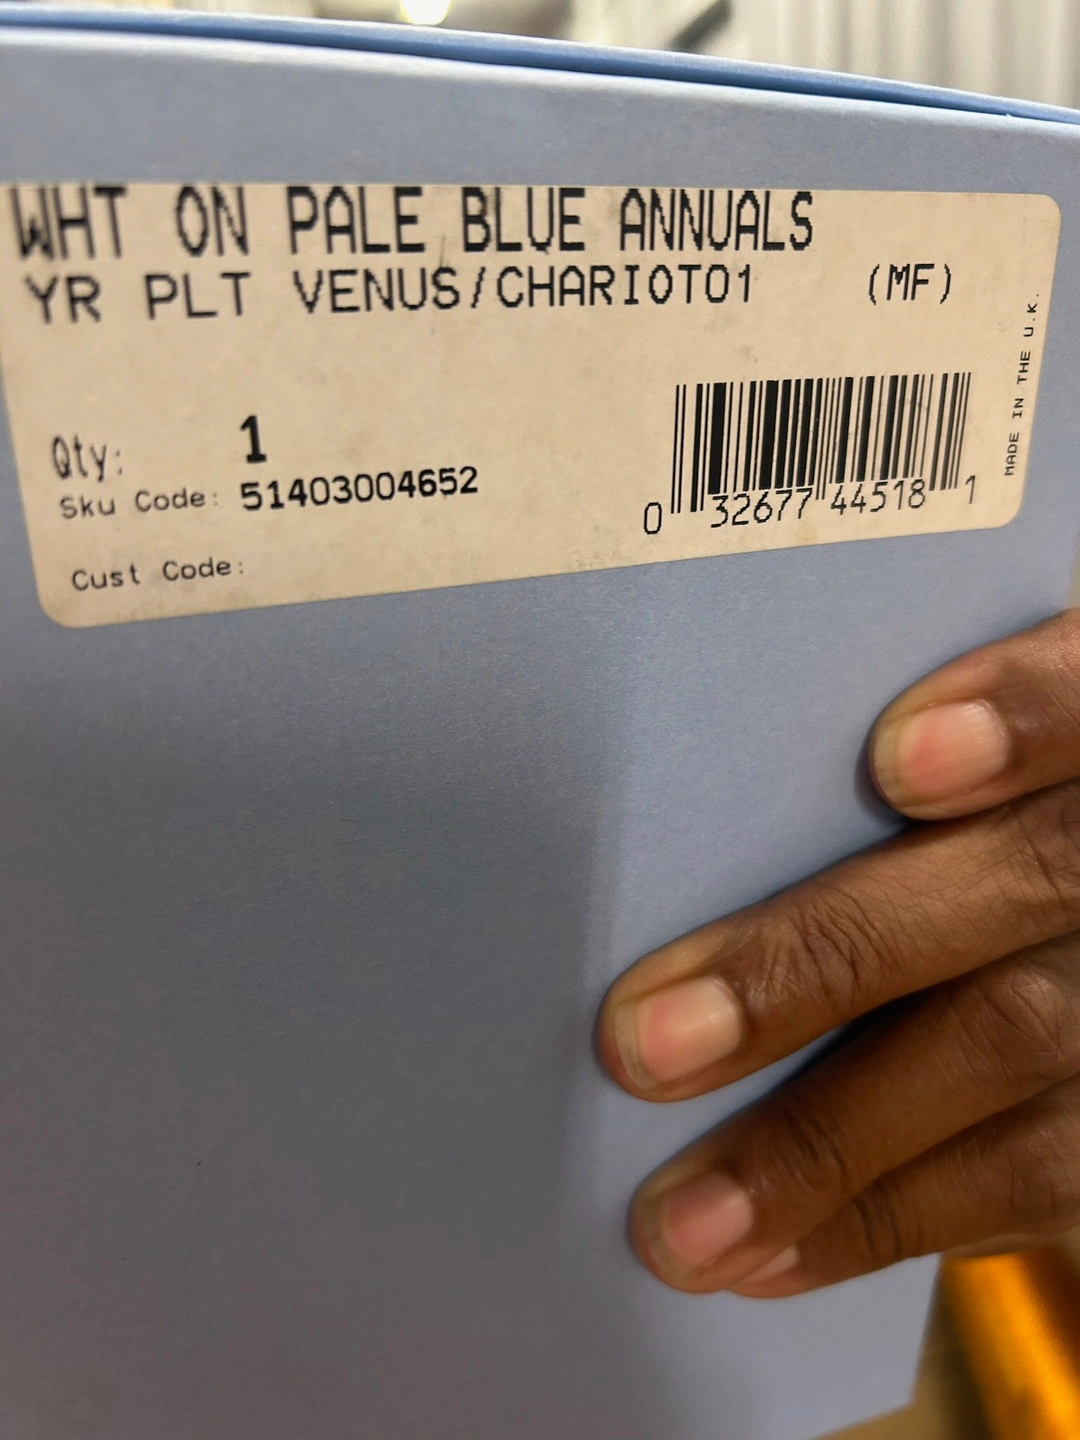 WHT ON PALE BLUE ANNUALS
YR PLT VENUS/CHARIOT01 (MF)
Qty: 1
Sku Code: 51403004652
Cust Code:
0 32677 44518 1
MADE IN THE U.K.